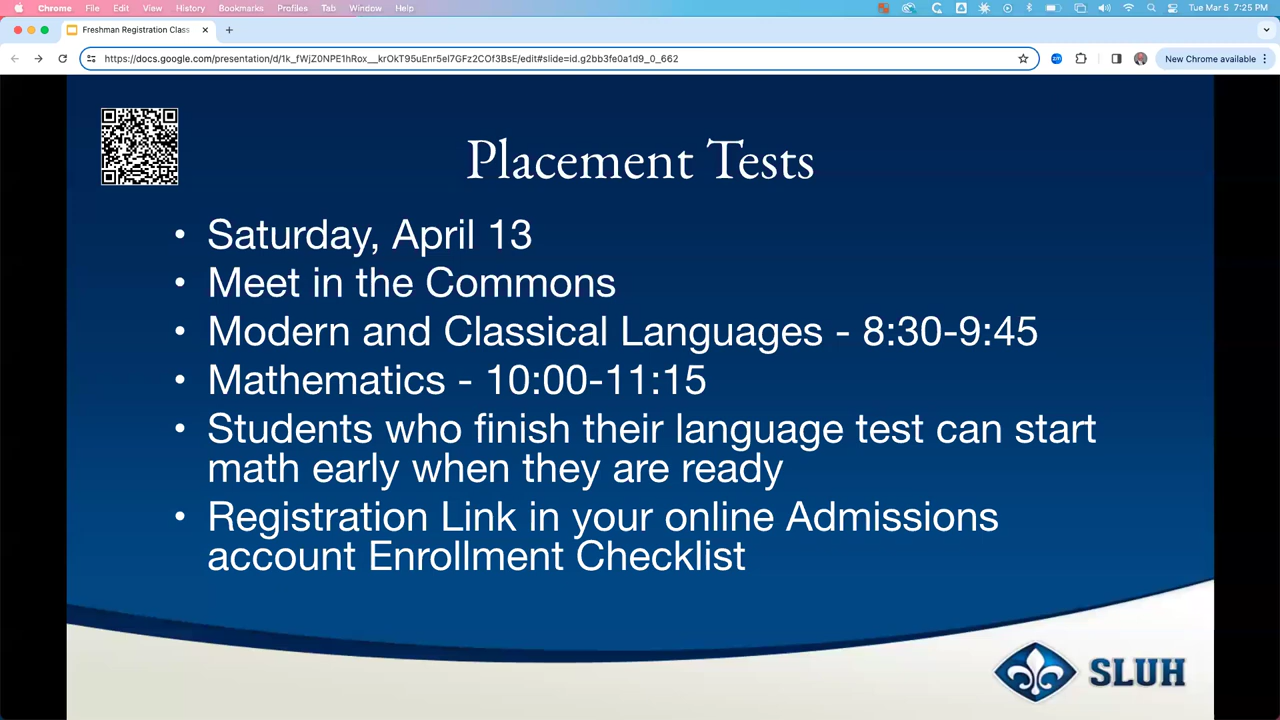 Chrome File Edit View History Bookmarks Profiles Tab Window Help Tue Mar 5 7:25 PM
Freshman Registration Class
https://docs.google.com/presentation/d/1k_fWjZ0NPE1hRox__krOkT95uEnr5el7GFz2COf3BsE/edit#slide=id.g2bb3fe0a1d9_0_662 New Chrome available
Placement Tests
• Saturday, April 13
• Meet in the Commons
• Modern and Classical Languages - 8:30-9:45
• Mathematics - 10:00-11:15
• Students who finish their language test can start
math early when they are ready
• Registration Link in your online Admissions
account Enrollment Checklist
SLUH